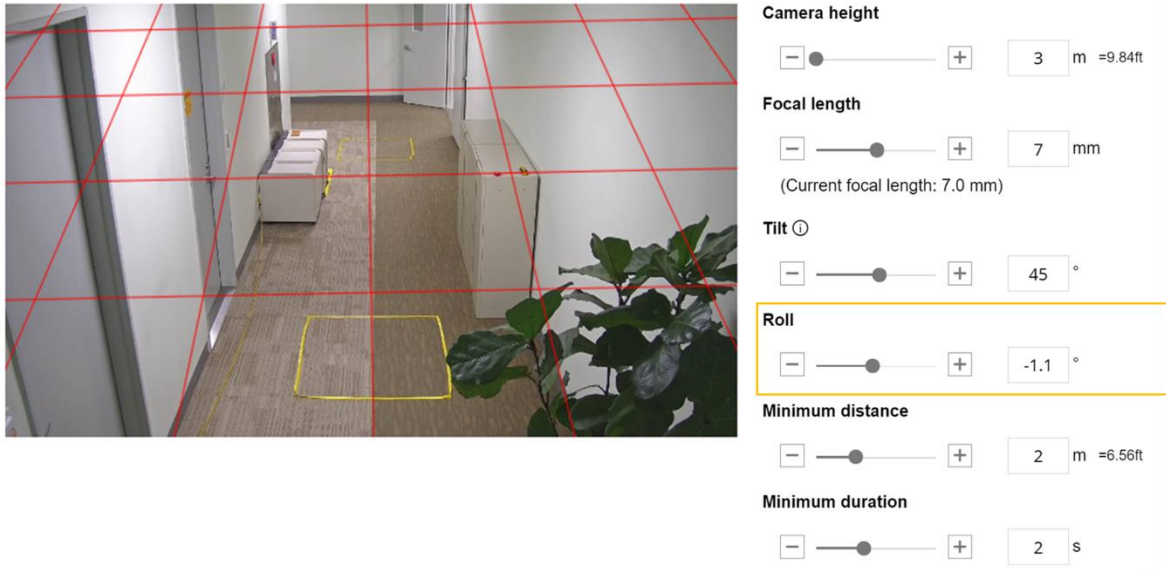 Camera height
3 m =9.84ft
Focal length
7 mm
(Current focal length: 7.0 mm)
Tilt
45 °
Roll
-1.1 °
Minimum distance
2 m =6.56ft
Minimum duration
2 s